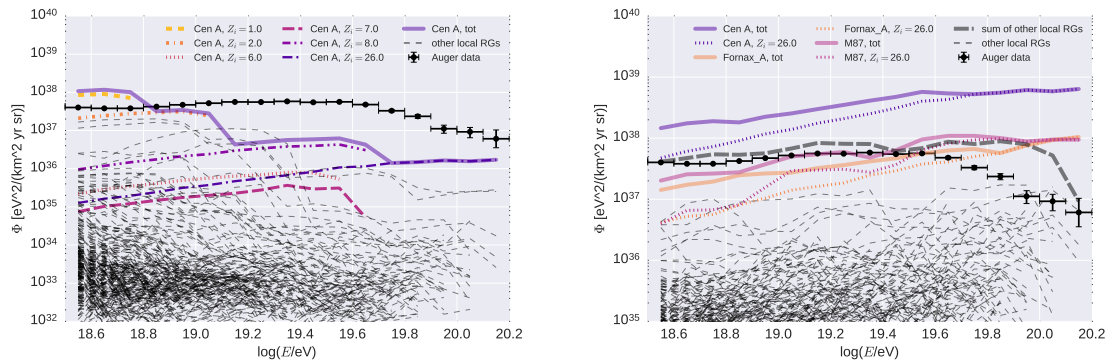 10^40
10^39
10^38
10^37
10^36
10^35
10^34
10^33
10^32
Φ [eV^2/(km^2 yr sr)]
Cen A, Z_i = 1.0
Cen A, Z_i = 2.0
Cen A, Z_i = 6.0
Cen A, Z_i = 7.0
Cen A, Z_i = 8.0
Cen A, Z_i = 26.0
Cen A, tot
other local RGs
Auger data
18.6 18.8 19.0 19.2 19.4 19.6 19.8 20.0 20.2
log(E/eV)
10^40
10^39
10^38
10^37
10^36
10^35
Φ [eV^2/(km^2 yr sr)]
Cen A, tot
Cen A, Z_i = 26.0
Fornax_A, tot
Fornax_A, Z_i = 26.0
M87, tot
M87, Z_i = 26.0
sum of other local RGs
other local RGs
Auger data
18.6 18.8 19.0 19.2 19.4 19.6 19.8 20.0 20.2
log(E/eV)